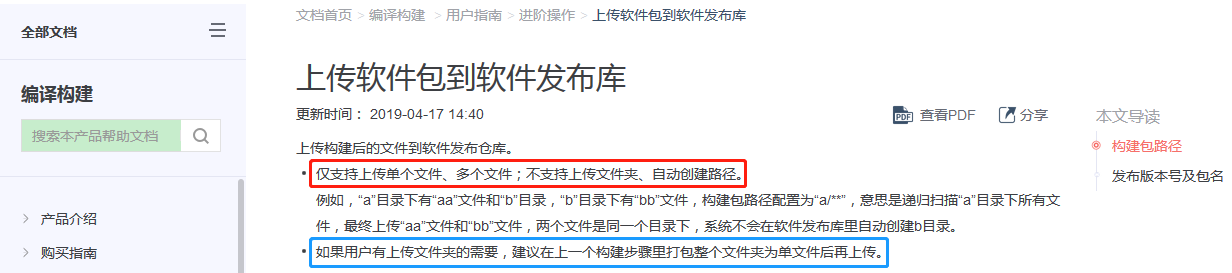 全部文档
编译构建
搜索本产品帮助文档
产品介绍
购买指南
文档首页 > 编译构建 > 用户指南 > 进阶操作 > 上传软件包到软件发布库
上传软件包到软件发布库
更新时间： 2019-04-17 14:40
查看PDF
分享
上传构建后的文件到软件发布仓库。
• 仅支持上传单个文件、多个文件；不支持上传文件夹、自动创建路径。
例如，“a”目录下有“aa”文件和“b”目录，“b”目录下有“bb”文件，构建包路径配置为“a/**”，意思是递归扫描“a”目录下所有文
件，最终上传“aa”文件和“bb”文件，两个文件是同一个目录下，系统不会在软件发布库里自动创建b目录。
• 如果用户有上传文件夹的需要，建议在上一个构建步骤里打包整个文件夹为单文件后再上传。
本文导读
构建包路径
发布版本号及包名